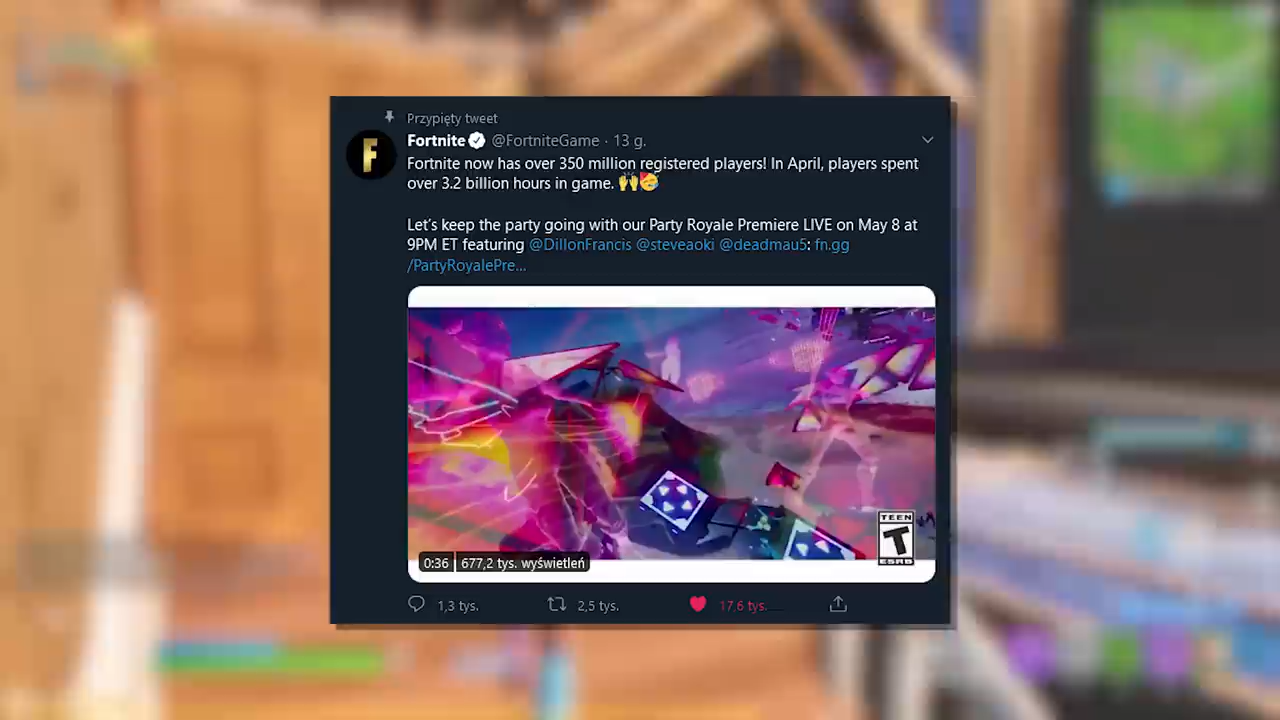 Przypięty tweet
Fortnite @FortniteGame · 13 g.
Fortnite now has over 350 million registered players! In April, players spent
over 3.2 billion hours in game. 🙌🥳
Let's keep the party going with our Party Royale Premiere LIVE on May 8 at
9PM ET featuring @DillonFrancis @steveaoki @deadmau5: fn.gg
/PartyRoyalePre...
TEEN
T
ESRB
0:36 677,2 tys. wyświetleń
1,3 tys. 2,5 tys. 17,6 tys.